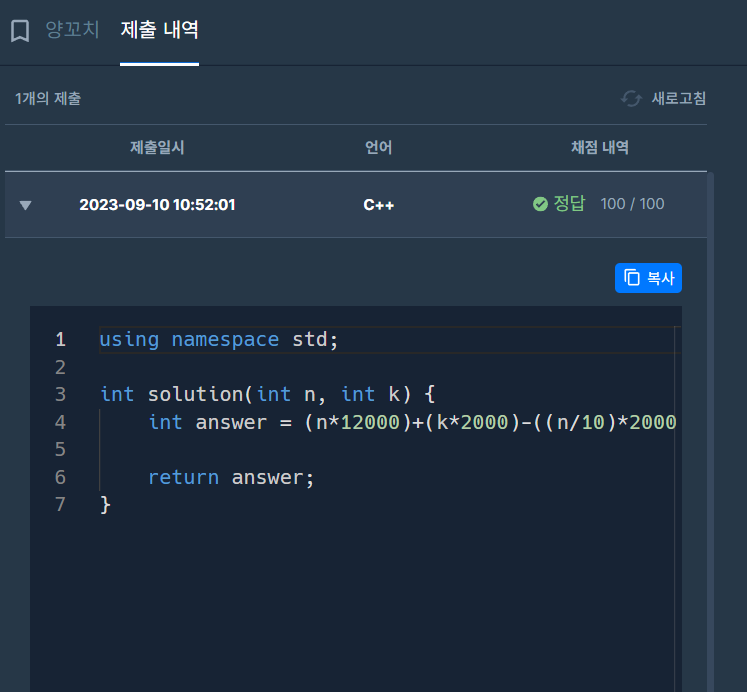 양꼬치 제출 내역
1개의 제출 새로고침
제출일시 언어 채점 내역
2023-09-10 10:52:01 C++ 정답 100 / 100
복사
1 using namespace std;
2
3 int solution(int n, int k) {
4 int answer = (n*12000)+(k*2000)-((n/10)*2000
5
6 return answer;
7 }